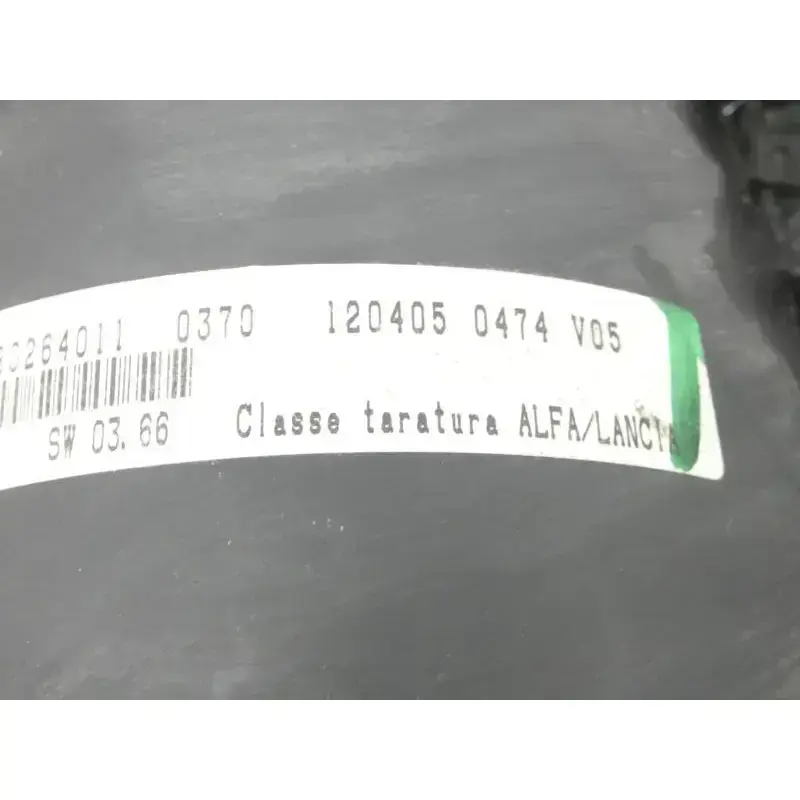 0264011 0370 120405 0474 V05
SW 03.66 Classe taratura ALFA/LANCIA